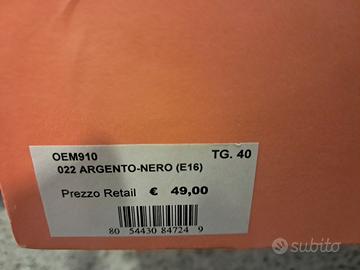 OEM910 TG. 40
022 ARGENTO-NERO (E16)
Prezzo Retail € 49,00
80 54430 84724 9
subito